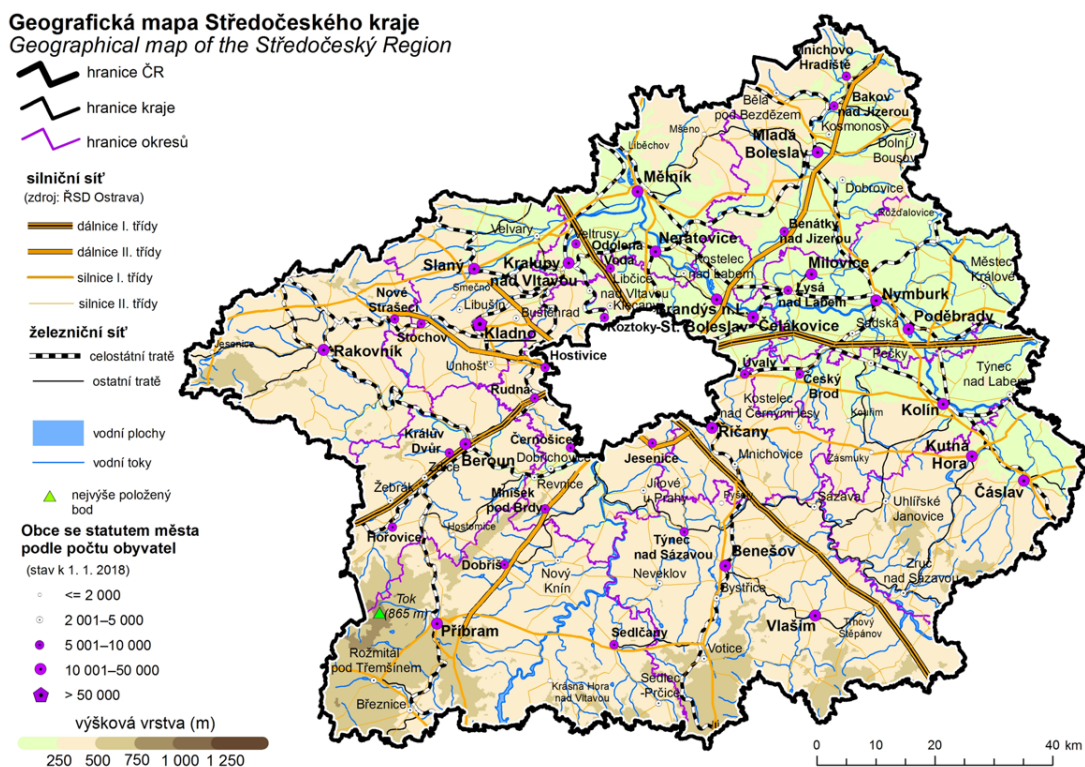 Geografická mapa Středočeského kraje
Geographical map of the Středočeský Region
hranice ČR
hranice kraje
hranice okresů
silniční síť
(zdroj: ŘSD Ostrava)
dálnice I. třídy
dálnice II. třídy
silnice I. třídy
silnice II. třídy
železniční síť
celostátní tratě
ostatní tratě
vodní plochy
vodní toky
nejvýše položený
bod
Obce se statutem města
podle počtu obyvatel
(stav k 1. 1. 2018)
<= 2 000
2 001–5 000
5 001–10 000
10 001–50 000
> 50 000
výšková vrstva (m)
250 500 750 1 000 1 250
Mnichovo
Hradiště
Bělá
pod Bezdězem
Bakov
nad Jizerou
Kosmonosy
Mšeno
Mladá
Boleslav
Dolní
Bousov
Liběchov
Mělník
Dobrovice
Rožďalovice
Benátky
nad Jizerou
Velvary
Veltrusy
Odolena
Voda
Neratovice
Kostelec
nad Labem
Milovice
Městec
Králové
Slaný
Kralupy
nad Vltavou
Libčice
nad Vltavou
Klecany
Smečno
Libušín
Buštěhrad
Lysá
nad Labem
Nymburk
Nové
Strašecí
Stochov
Kladno
Roztoky
Brandýs n.L.-
St. Boleslav
Čelákovice
Sadská
Poděbrady
Jesenice
Rakovník
Unhošť
Hostivice
Pečky
Týnec
nad Labem
Rudná
Úvaly
Český
Brod
Kostelec
nad Černými lesy
Kouřim
Kolín
Králův
Dvůr
Beroun
Černošice
Dobřichovice
Řevnice
Říčany
Jesenice
Mnichovice
Zásmuky
Kutná
Hora
Čáslav
Zdice
Žebrák
Mníšek
pod Brdy
Jílové
u Prahy
Pyšely
Sázava
Uhlířské
Janovice
Hořovice
Hostomice
Týnec
nad Sázavou
Dobříš
Nový
Knín
Neveklov
Benešov
Bystřice
Zruč
nad Sázavou
Tok
(865 m)
Příbram
Sedlčany
Vlašim
Trhový
Štěpánov
Rožmitál
pod Třemšínem
Votice
Sedlec
-Prčice
Krásná Hora
nad Vltavou
Březnice
0 10 20 40 km